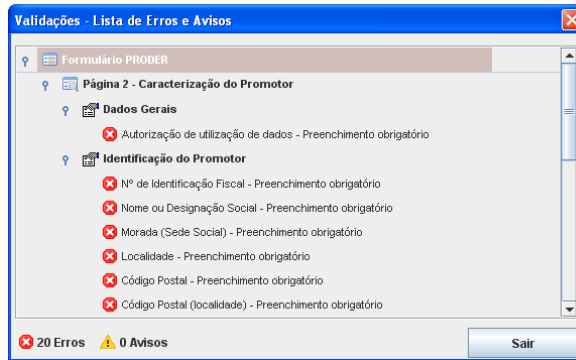 Validações - Lista de Erros e Avisos
Formulário PRODER
Página 2 - Caracterização do Promotor
Dados Gerais
Autorização de utilização de dados - Preenchimento obrigatório
Identificação do Promotor
Nº de Identificação Fiscal - Preenchimento obrigatório
Nome ou Designação Social - Preenchimento obrigatório
Morada (Sede Social) - Preenchimento obrigatório
Localidade - Preenchimento obrigatório
Código Postal - Preenchimento obrigatório
Código Postal (localidade) - Preenchimento obrigatório
20 Erros 0 Avisos Sair